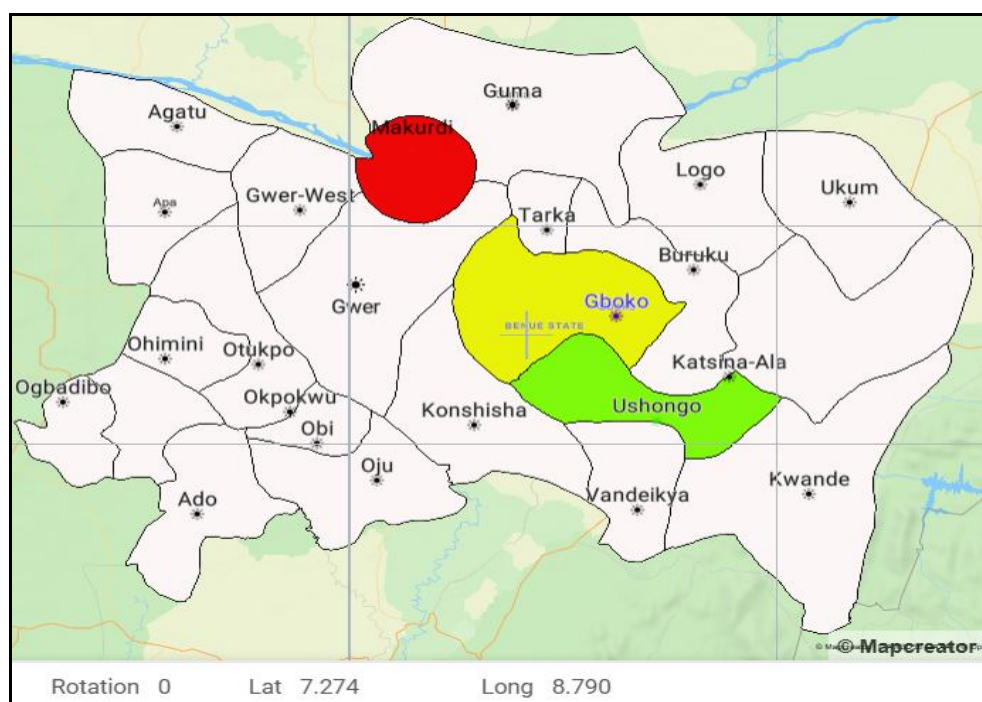 Guma
Agatu
Makurdi
Logo
Ukum
Apa
Gwer-West
Tarka
Buruku
Gwer
Gboko
BENUE STATE
Ohimini
Otukpo
Katsina-Ala
Ogbadibo
Okpokwu
Konshisha
Ushongo
Obi
Oju
Vandeikya
Kwande
Ado
© Mapcreator
Rotation 0 Lat 7.274 Long 8.790